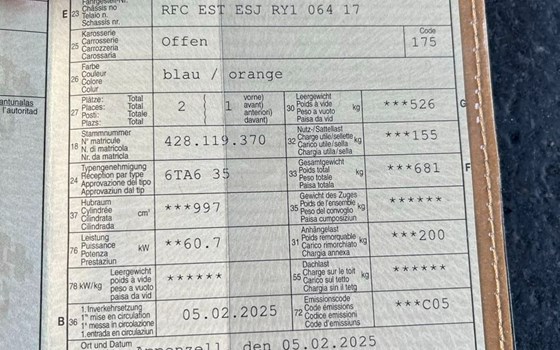 E 23 Châssis no RFC EST ESJ RY1 064 17
Telaio n.
Schassis nr.
25 Karosserie Offen Code
Carrosserie 175
Carrozzeria
Carossaria
26 Farbe blau / orange
Couleur
Colore
Colur
27 Plätze: Total 2 1 vorne)
Places: Total avant)
Posti: Totale anteriori)
Plazs: Total davant)
30 Leergewicht kg ***526 G
Poids à vide
Peso a vuoto
Paisa da vid
18 Stammnummer 428.119.370
N° matricule
N. di matricola
Nr. da matricla
32 Nutz-/Sattellast kg ***155
Charge utile/sellette
Carico utile/sella
Chargia utila/sella
24 Typengenehmigung 6TA6 35
Réception par type
Approvazione del tipo
Approvaziun dal tip
33 Gesamtgewicht kg ***681 F
Poids total
Peso totale
Paisa totala
37 Hubraum cm³ ***997
Cylindrée
Cilindrata
Cilindrada
35 Gewicht des Zuges kg ******
Poids de l'ensemble
Peso del convoglio
Paisa cumposiziun
76 Leistung kW **60.7
Puissance
Potenza
Prestaziun
31 Anhängelast kg ***200
Poids remorquable
Carico rimorchiato
Chargia annexa
78 kW/kg Leergewicht ******
poids à vide
peso a vuoto
paisa da vid
55 Dachlast kg ******
Charge sur le toit
Carico sul tetto
Chargia sin il tetg
B 36 1. Inverkehrsetzung 05.02.2025
1re mise en circulation
1a messa in circolazione
1. entrada en circulaziun
72 Emissionscode ***C05
Code émissions
Codice emissioni
Code d'emissiuns
Ort und Datum Appenzell, den 05.02.2025
antunalas
l'autoritad